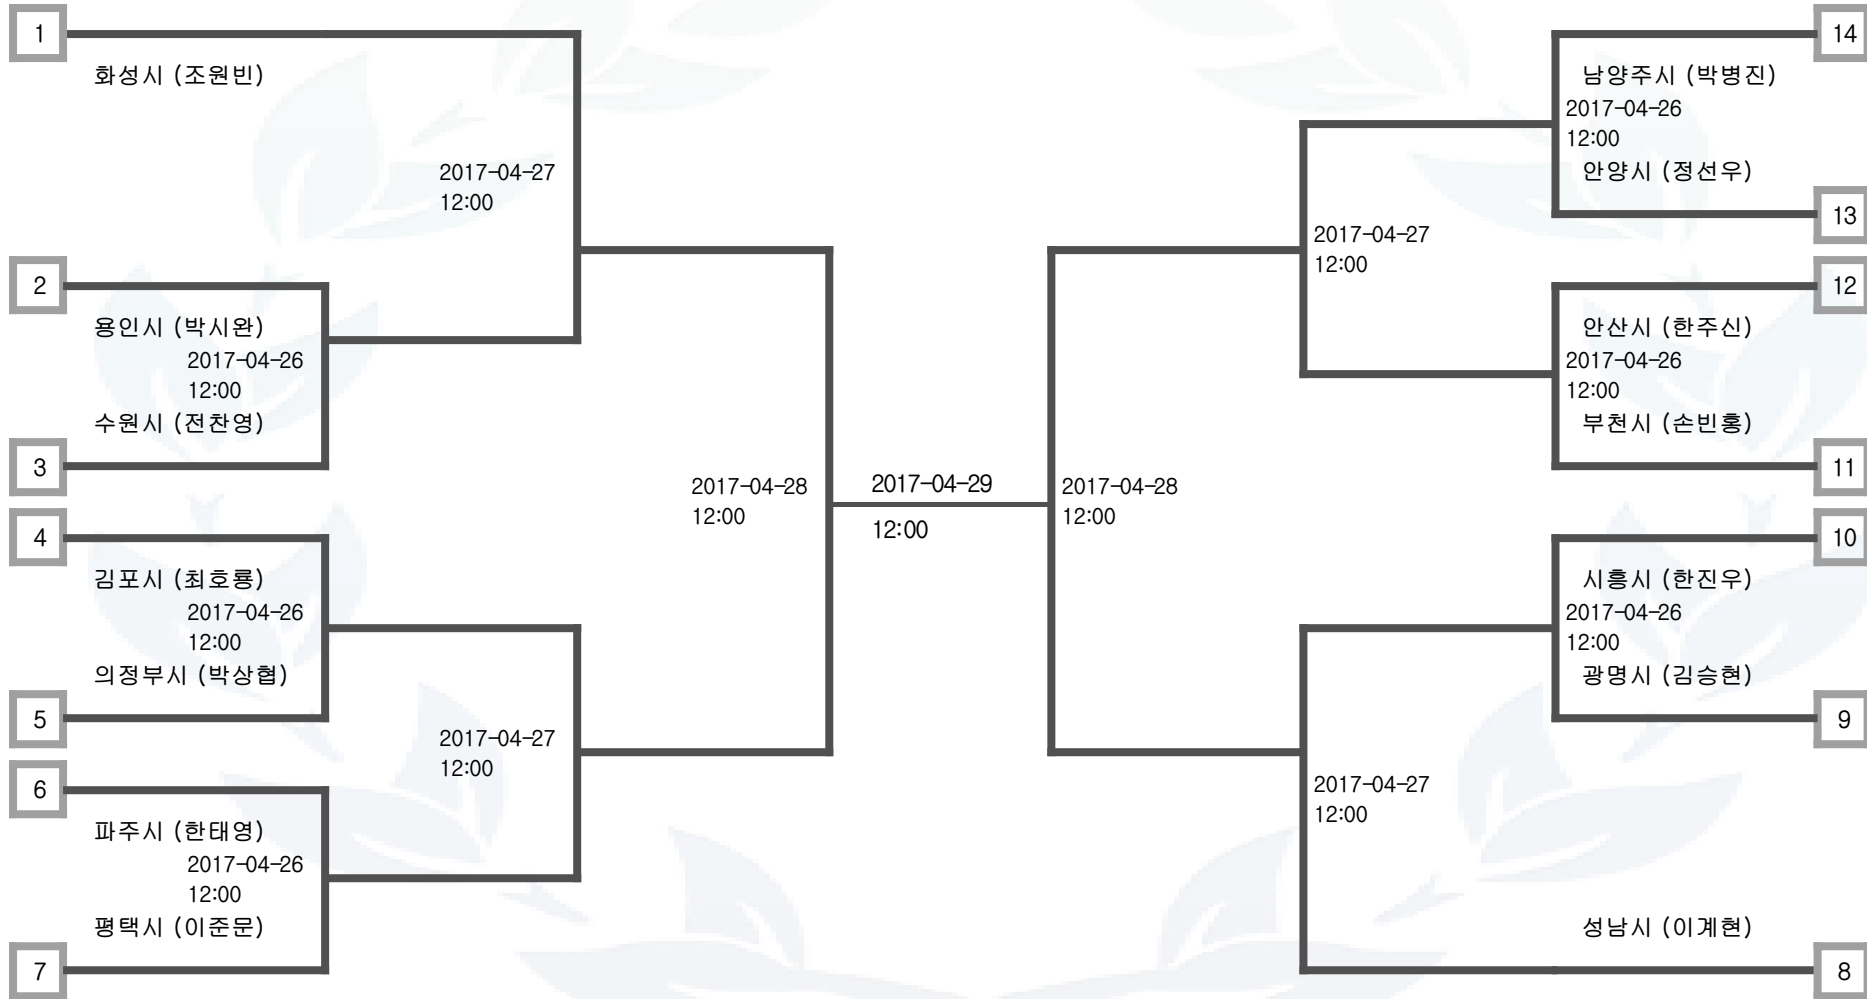 1
화성시 (조원빈)
2017-04-27
12:00
2
용인시 (박시완)
2017-04-26
12:00
수원시 (전찬영)
3
4
김포시 (최호룡)
2017-04-26
12:00
의정부시 (박상협)
5
2017-04-27
12:00
6
파주시 (한태영)
2017-04-26
12:00
평택시 (이준문)
7
2017-04-28
12:00
2017-04-29
12:00
2017-04-28
12:00
14
남양주시 (박병진)
2017-04-26
12:00
안양시 (정선우)
13
2017-04-27
12:00
12
안산시 (한주신)
2017-04-26
12:00
부천시 (손빈홍)
11
10
시흥시 (한진우)
2017-04-26
12:00
광명시 (김승현)
9
2017-04-27
12:00
성남시 (이계현)
8